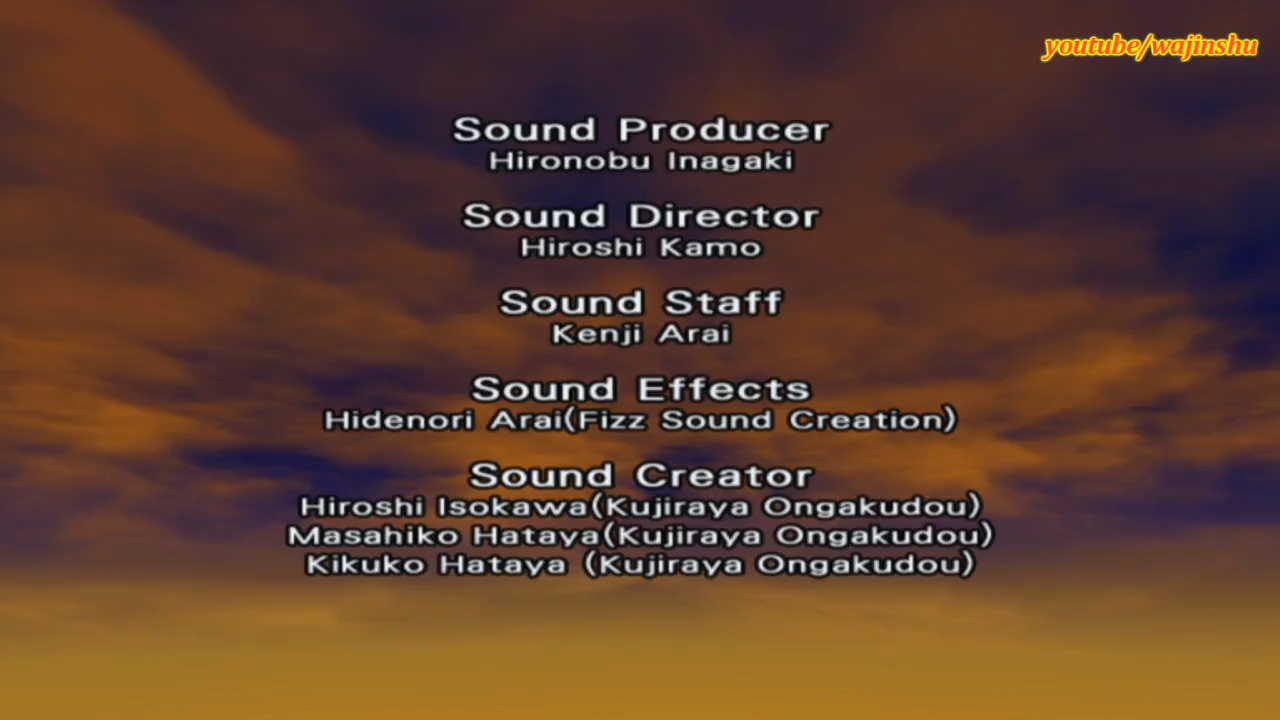 youtube/wajinshu
Sound Producer
Hironobu Inagaki
Sound Director
Hiroshi Kamo
Sound Staff
Kenji Arai
Sound Effects
Hidenori Arai(Fizz Sound Creation)
Sound Creator
Hiroshi Isokawa(Kujiraya Ongakudou)
Masahiko Hataya(Kujiraya Ongakudou)
Kikuko Hataya (Kujiraya Ongakudou)